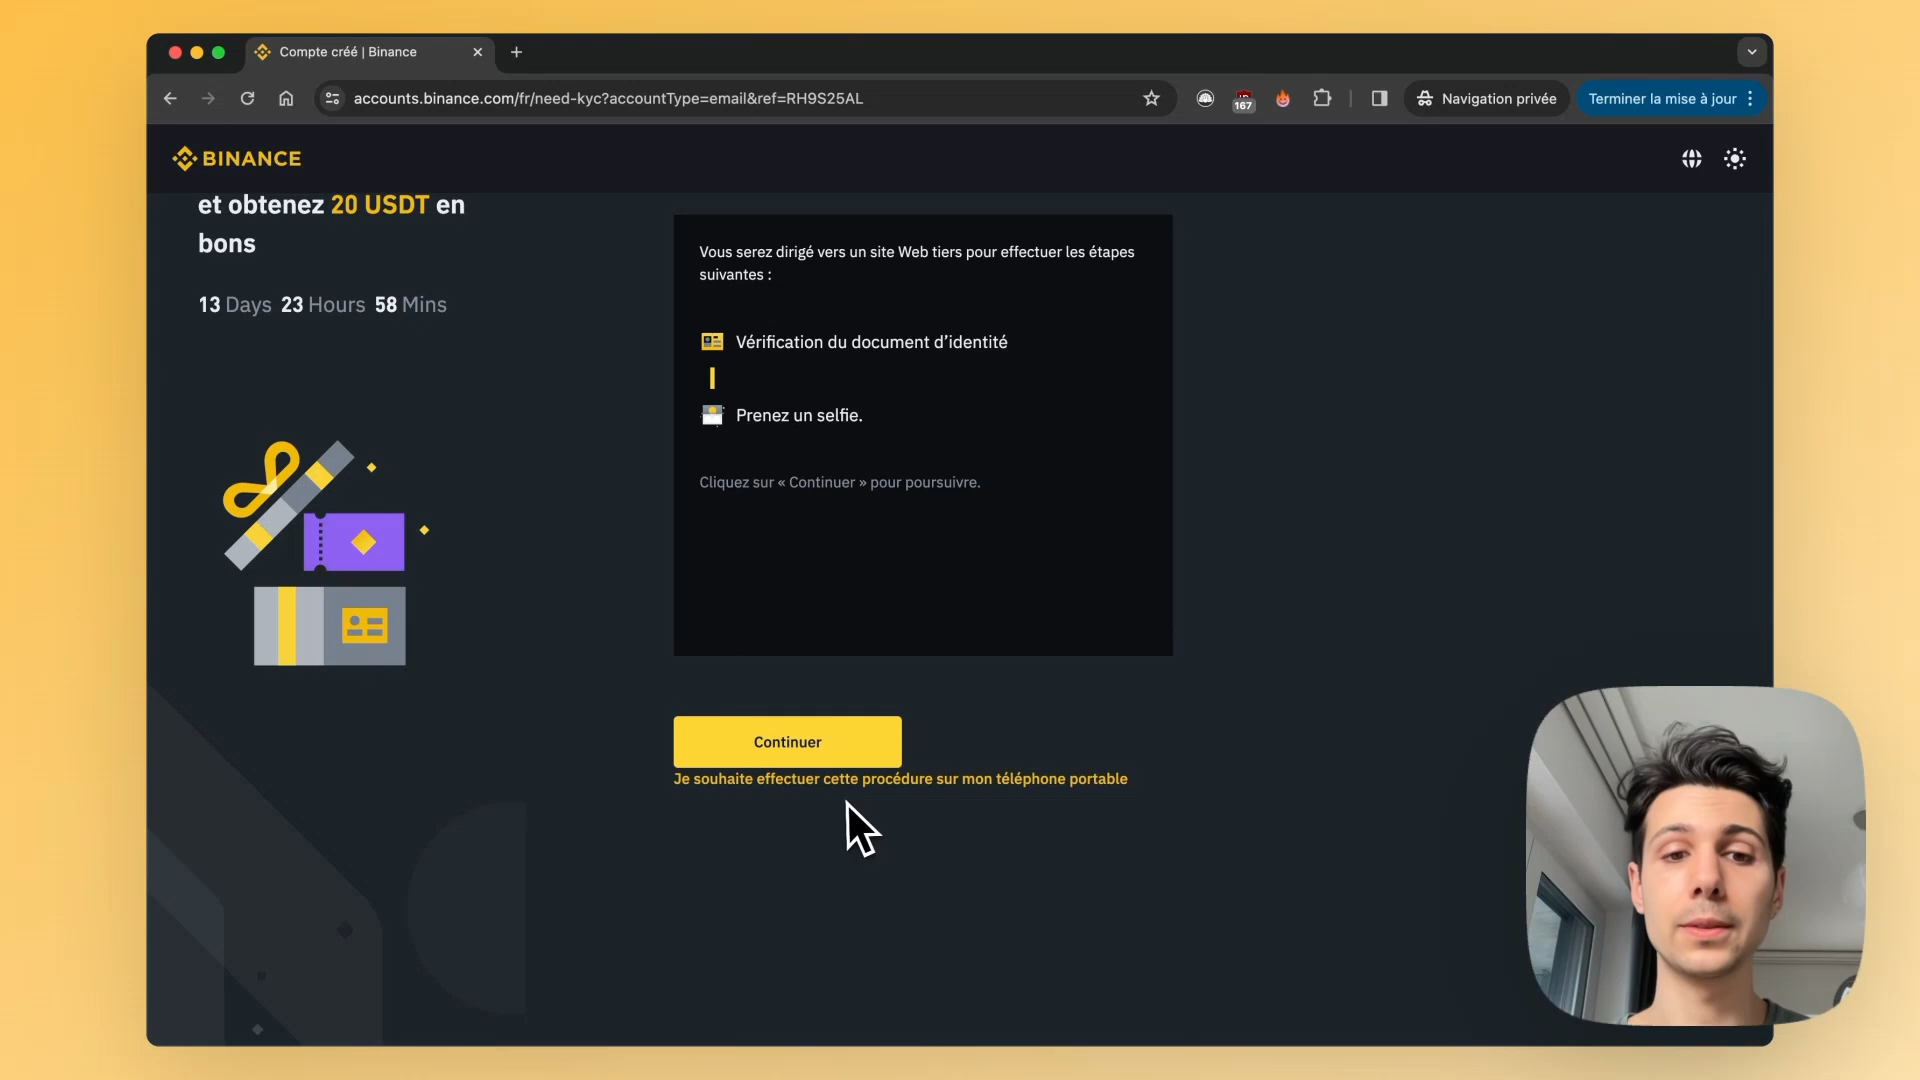 Compte créé | Binance
accounts.binance.com/fr/need-kyc?accountType=email&ref=RH9S25AL
167
Navigation privée
Terminer la mise à jour
BINANCE
et obtenez 20 USDT en
bons
13 Days 23 Hours 58 Mins
Vous serez dirigé vers un site Web tiers pour effectuer les étapes
suivantes :
Vérification du document d’identité
Prenez un selfie.
Cliquez sur « Continuer » pour poursuivre.
Continuer
Je souhaite effectuer cette procédure sur mon téléphone portable